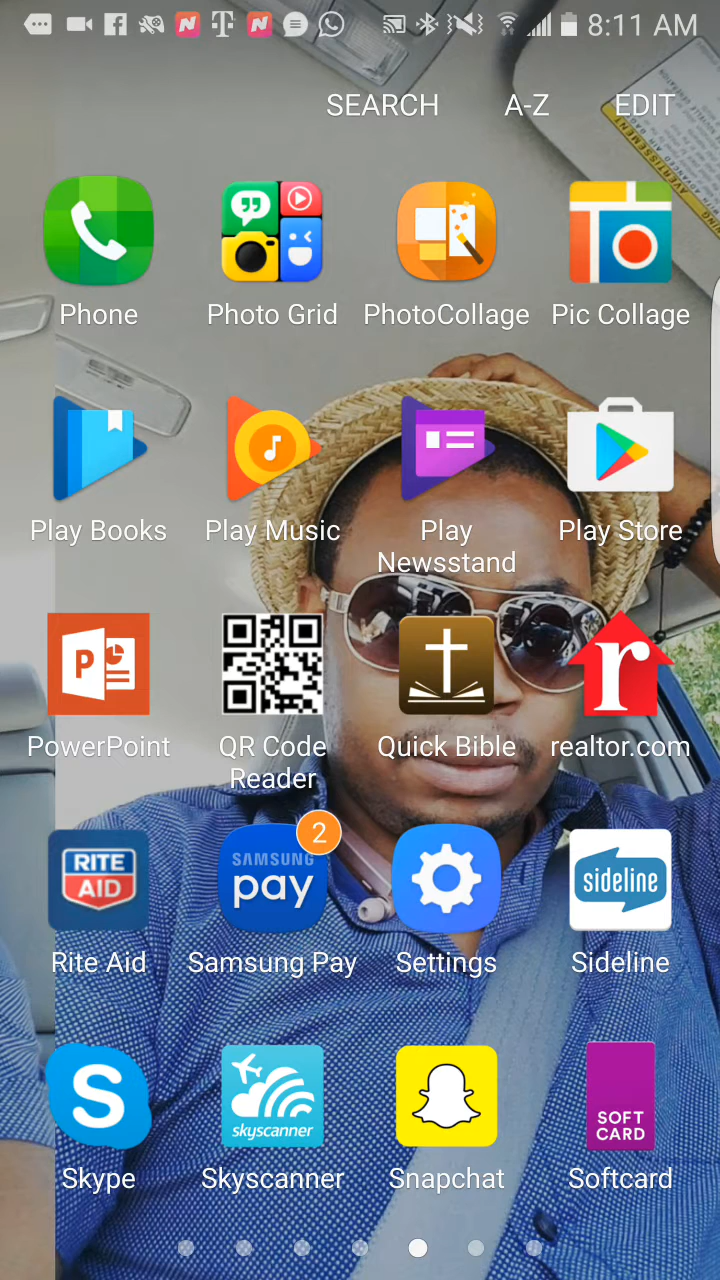 8:11 AM
SEARCH A-Z EDIT
Phone Photo Grid PhotoCollage Pic Collage
Play Books Play Music Play Newsstand Play Store
P
r
PowerPoint QR Code Reader Quick Bible realtor.com
RITE AID
2
SAMSUNG pay
sideline
Rite Aid Samsung Pay Settings Sideline
S
skyscanner
SOFT CARD
Skype Skyscanner Snapchat Softcard